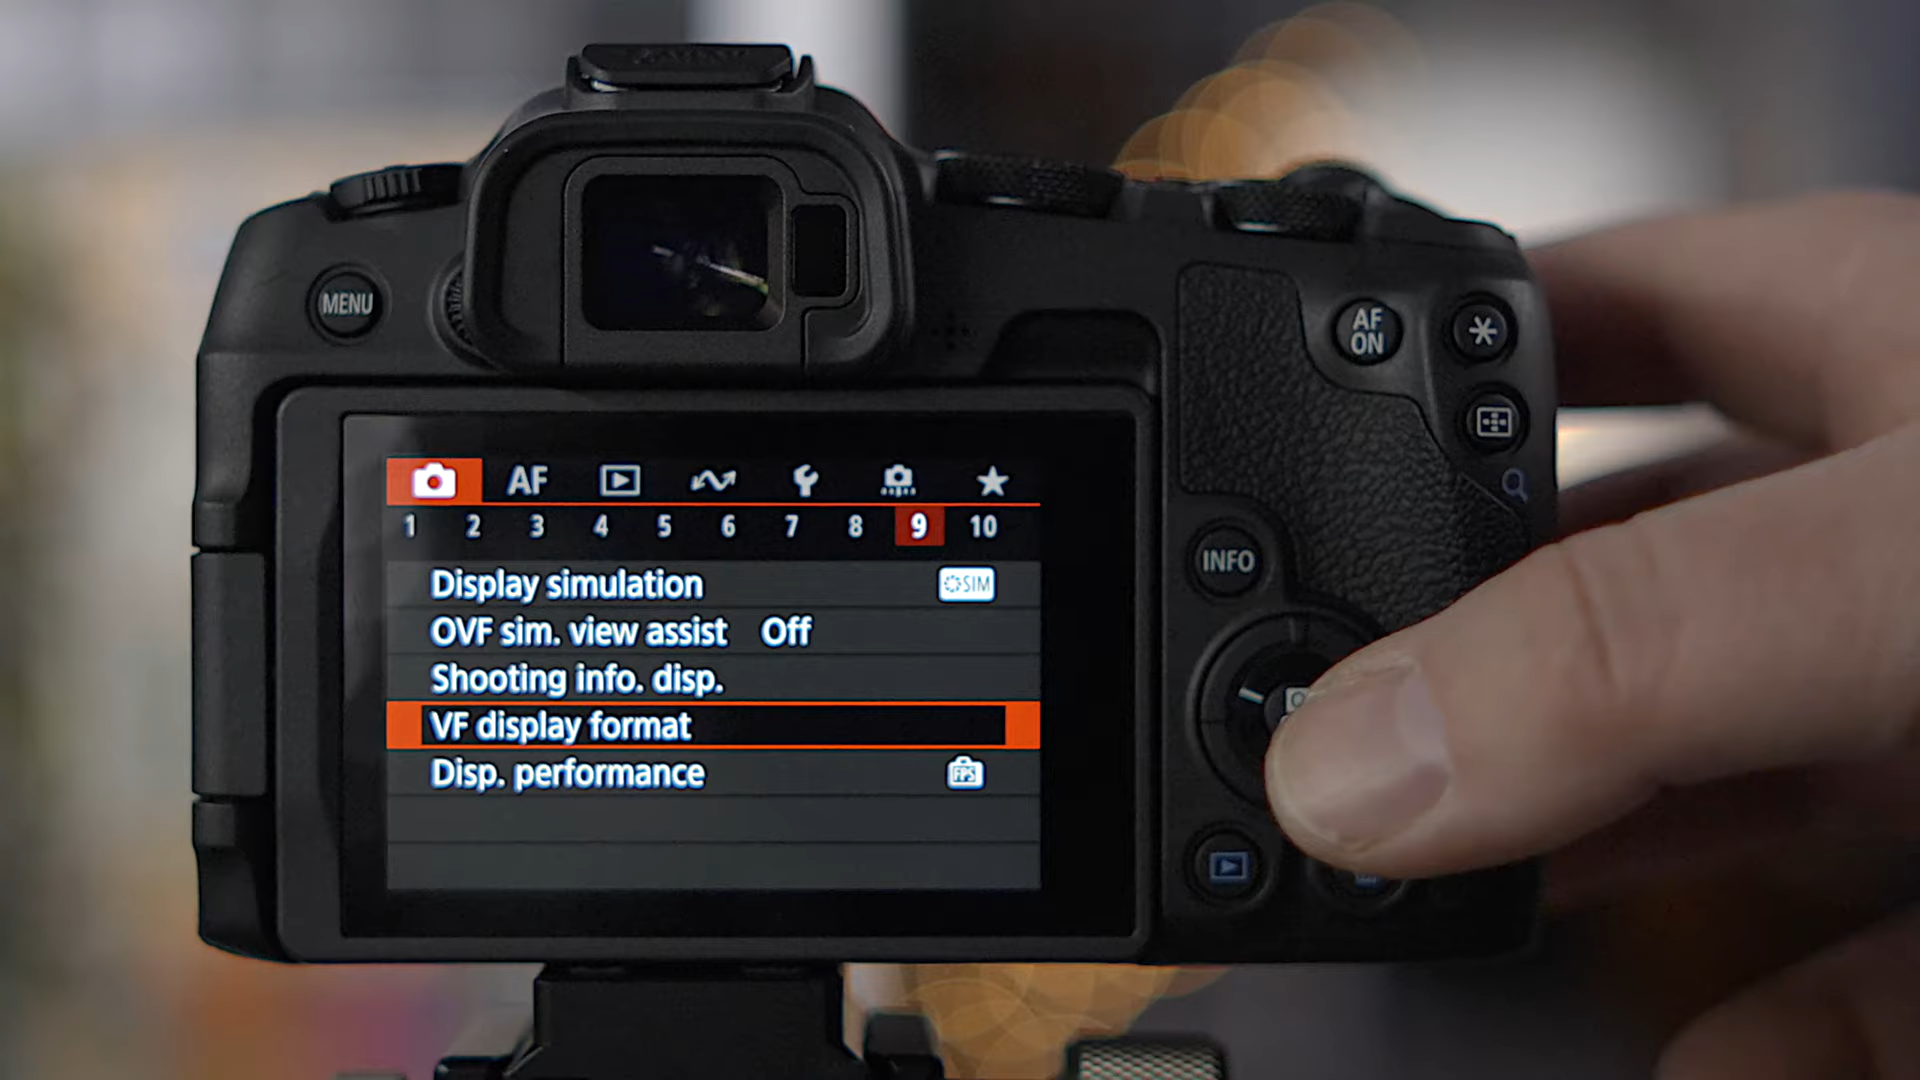 MENU
AF
ON
AF
1 2 3 4 5 6 7 8 9 10
INFO
Display simulation SIM
OVF sim. view assist Off
Shooting info. disp.
VF display format
Disp. performance FPS